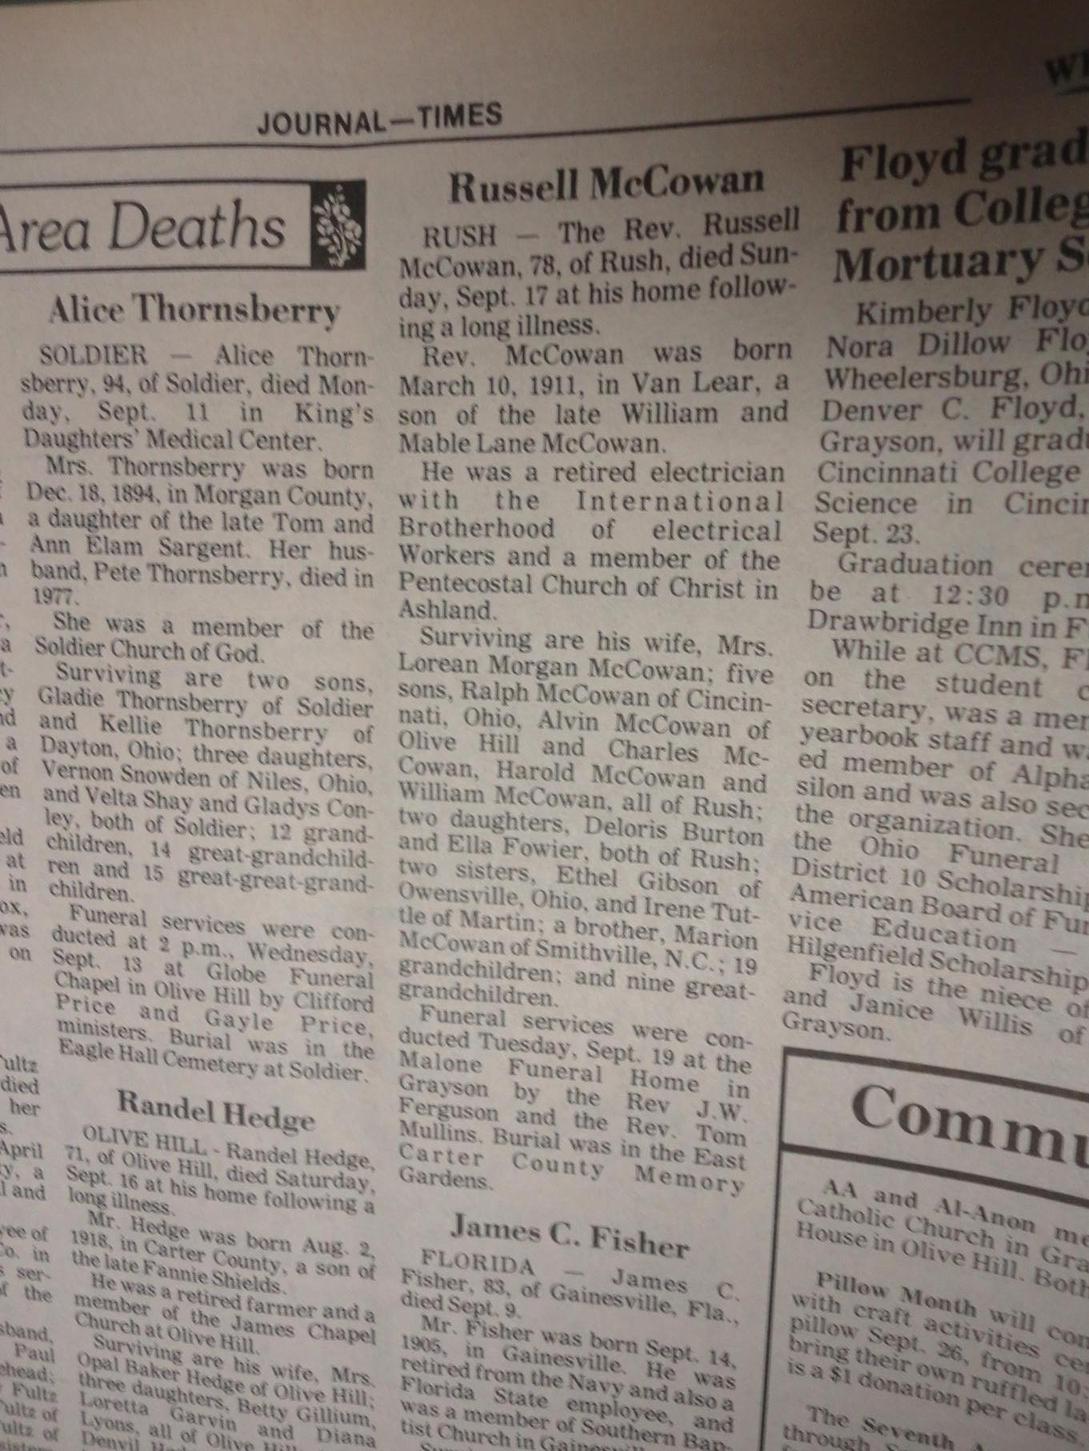 JOURNAL—TIMES
Area Deaths
Alice Thornsberry
SOLDIER — Alice Thorn-
sberry, 94, of Soldier, died Mon-
day, Sept. 11 in King's
Daughters' Medical Center.
Mrs. Thornsberry was born
Dec. 18, 1894, in Morgan County,
a daughter of the late Tom and
Ann Elam Sargent. Her hus-
band, Pete Thornsberry, died in
1977.
She was a member of the
Soldier Church of God.
Surviving are two sons,
Gladie Thornsberry of Soldier
and Kellie Thornsberry of
Dayton, Ohio; three daughters,
Vernon Snowden of Niles, Ohio,
and Velta Shay and Gladys Con-
ley, both of Soldier; 12 grand-
children, 14 great-grandchild-
ren and 15 great-great-grand-
children.
Funeral services were con-
ducted at 2 p.m., Wednesday,
Sept. 13 at Globe Funeral
Chapel in Olive Hill by Clifford
Price and Gayle Price,
ministers. Burial was in the
Eagle Hall Cemetery at Soldier.
Randel Hedge
OLIVE HILL - Randel Hedge,
71, of Olive Hill, died Saturday,
Sept. 16 at his home following a
long illness.
Mr. Hedge was born Aug. 2,
1918, in Carter County, a son of
the late Fannie Shields.
He was a retired farmer and a
member of the James Chapel
Church at Olive Hill.
Surviving are his wife, Mrs.
Opal Baker Hedge of Olive Hill;
three daughters, Betty Gillium,
Loretta Garvin and Diana
Lyons, all of Olive
Denvil
Russell McCowan
RUSH — The Rev. Russell
McCowan, 78, of Rush, died Sun-
day, Sept. 17 at his home follow-
ing a long illness.
Rev. McCowan was born
March 10, 1911, in Van Lear, a
son of the late William and
Mable Lane McCowan.
He was a retired electrician
with the International
Brotherhood of electrical
Workers and a member of the
Pentecostal Church of Christ in
Ashland.
Surviving are his wife, Mrs.
Lorean Morgan McCowan; five
sons, Ralph McCowan of Cincin-
nati, Ohio, Alvin McCowan of
Olive Hill and Charles Mc-
Cowan, Harold McCowan and
William McCowan, all of Rush;
two daughters, Deloris Burton
and Ella Fowier, both of Rush;
two sisters, Ethel Gibson of
Owensville, Ohio, and Irene Tut-
tle of Martin; a brother, Marion
McCowan of Smithville, N.C.; 19
grandchildren; and nine great-
grandchildren.
Funeral services were con-
ducted Tuesday, Sept. 19 at the
Malone Funeral Home in
Grayson by the Rev J.W.
Ferguson and the Rev. Tom
Mullins. Burial was in the East
Carter County Memory
Gardens.
James C. Fisher
FLORIDA — James C.
Fisher, 83, of Gainesville, Fla.,
died Sept. 9.
Mr. Fisher was born Sept. 14,
1905, in Gainesville. He was
retired from the Navy and also a
Florida State employee, and
was a member of Southern Bap-
tist Church in
Floyd grad
from Colleg
Mortuary S
Kimberly Floyd
Nora Dillow Flo
Wheelersburg, Ohi
Denver C. Floyd,
Grayson, will gradu
Cincinnati College
Science in Cincin
Sept. 23.
Graduation cerem
be at 12:30 p.m
Drawbridge Inn in F
While at CCMS, Fl
on the student c
secretary, was a mem
yearbook staff and w
ed member of Alpha
silon and was also sec
the organization. She
the Ohio Funeral
District 10 Scholarship
American Board of Fun
vice Education —
Hilgenfield Scholarship
Floyd is the niece of
and Janice Willis of
Grayson.
Commu
AA and Al-Anon me
Catholic Church in Gra
House in Olive Hill. Both
Pillow Month will con
with craft activities ce
pillow Sept. 26, from 10
bring their own ruffled la
is a $1 donation per class
The Seventh
through